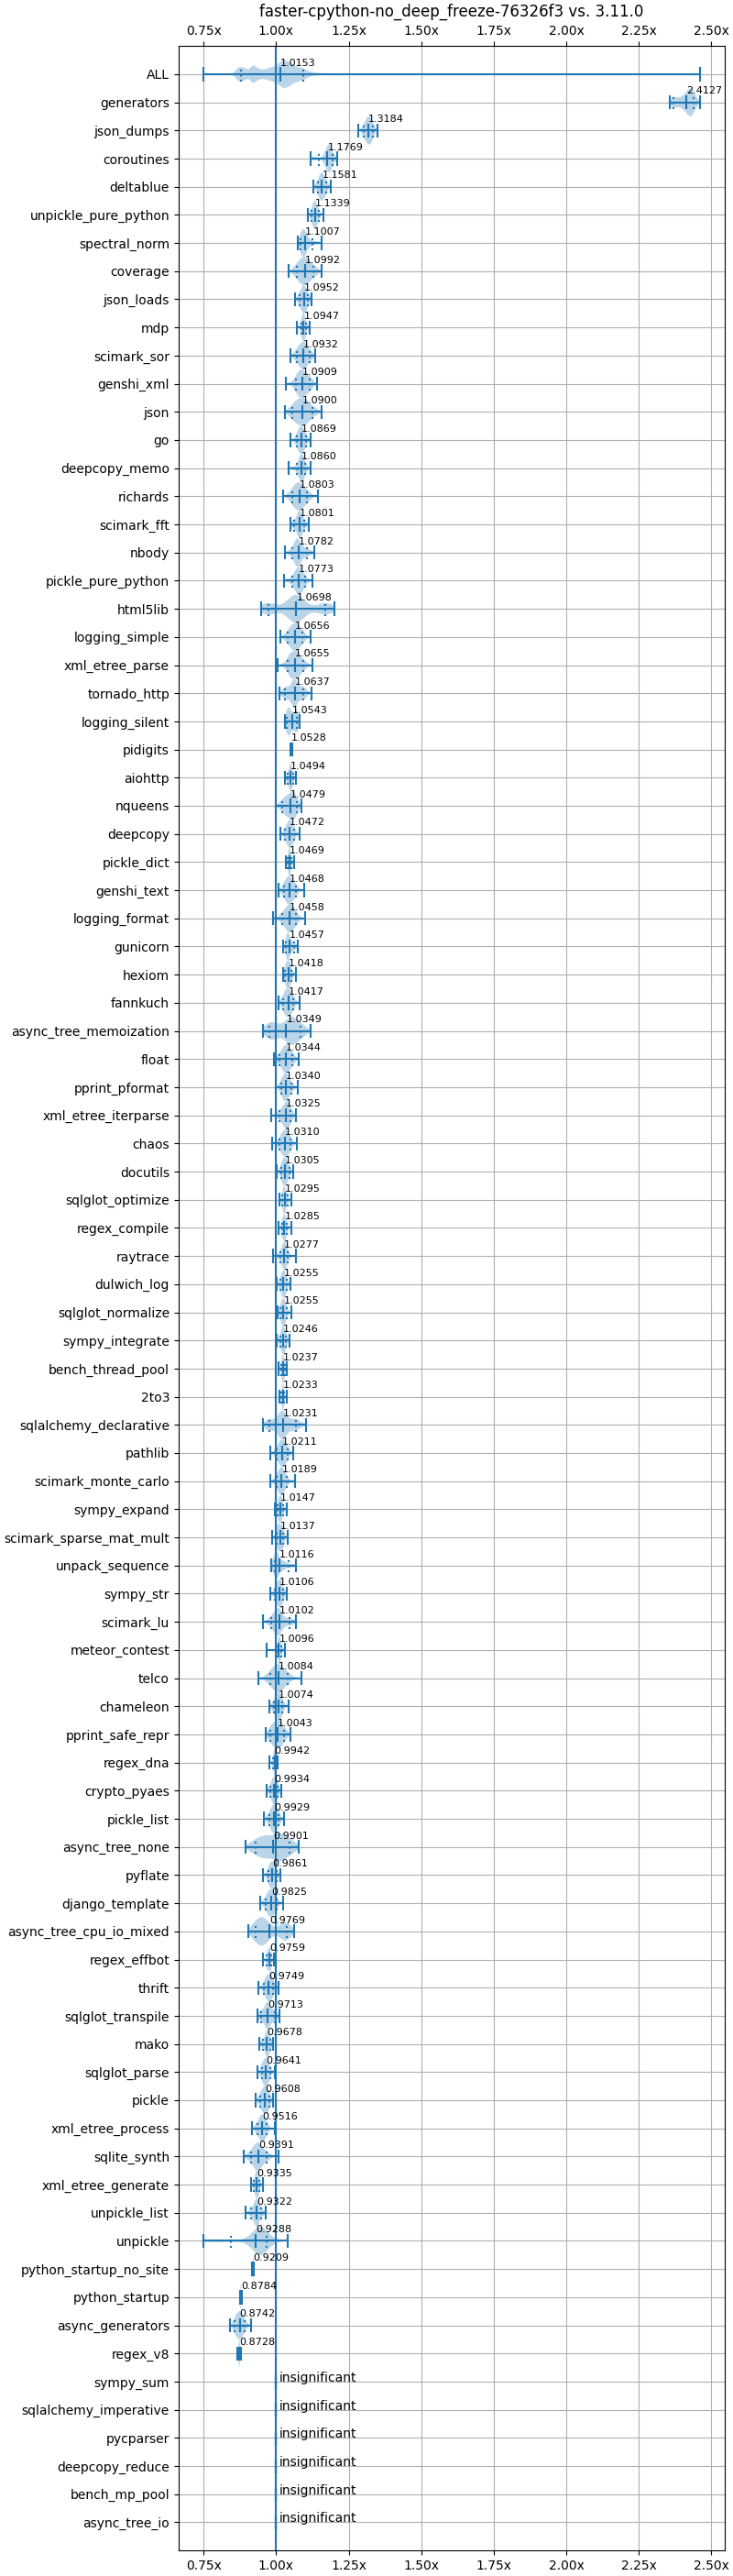 faster-cpython-no_deep_freeze-76326f3 vs. 3.11.0
0.75x 1.00x 1.25x 1.50x 1.75x 2.00x 2.25x 2.50x
ALL 1.0153
generators 2.4127
json_dumps 1.3184
coroutines 1.1769
deltablue 1.1581
unpickle_pure_python 1.1339
spectral_norm 1.1007
coverage 1.0992
json_loads 1.0952
mdp 1.0947
scimark_sor 1.0932
genshi_xml 1.0909
json 1.0900
go 1.0869
deepcopy_memo 1.0860
richards 1.0803
scimark_fft 1.0801
nbody 1.0782
pickle_pure_python 1.0773
html5lib 1.0698
logging_simple 1.0656
xml_etree_parse 1.0655
tornado_http 1.0637
logging_silent 1.0543
pidigits 1.0528
aiohttp 1.0494
nqueens 1.0479
deepcopy 1.0472
pickle_dict 1.0469
genshi_text 1.0468
logging_format 1.0458
gunicorn 1.0457
hexiom 1.0418
fannkuch 1.0417
async_tree_memoization 1.0349
float 1.0344
pprint_pformat 1.0340
xml_etree_iterparse 1.0325
chaos 1.0310
docutils 1.0305
sqlglot_optimize 1.0295
regex_compile 1.0285
raytrace 1.0277
dulwich_log 1.0255
sqlglot_normalize 1.0255
sympy_integrate 1.0246
bench_thread_pool 1.0237
2to3 1.0233
sqlalchemy_declarative 1.0231
pathlib 1.0211
scimark_monte_carlo 1.0189
sympy_expand 1.0147
scimark_sparse_mat_mult 1.0137
unpack_sequence 1.0116
sympy_str 1.0106
scimark_lu 1.0102
meteor_contest 1.0096
telco 1.0084
chameleon 1.0074
pprint_safe_repr 1.0043
regex_dna 0.9942
crypto_pyaes 0.9934
pickle_list 0.9929
async_tree_none 0.9901
pyflate 0.9861
django_template 0.9825
async_tree_cpu_io_mixed 0.9769
regex_effbot 0.9759
thrift 0.9749
sqlglot_transpile 0.9713
mako 0.9678
sqlglot_parse 0.9641
pickle 0.9608
xml_etree_process 0.9516
sqlite_synth 0.9391
xml_etree_generate 0.9335
unpickle_list 0.9322
unpickle 0.9288
python_startup_no_site 0.9209
python_startup 0.8784
async_generators 0.8742
regex_v8 0.8728
sympy_sum insignificant
sqlalchemy_imperative insignificant
pycparser insignificant
deepcopy_reduce insignificant
bench_mp_pool insignificant
async_tree_io insignificant
0.75x 1.00x 1.25x 1.50x 1.75x 2.00x 2.25x 2.50x